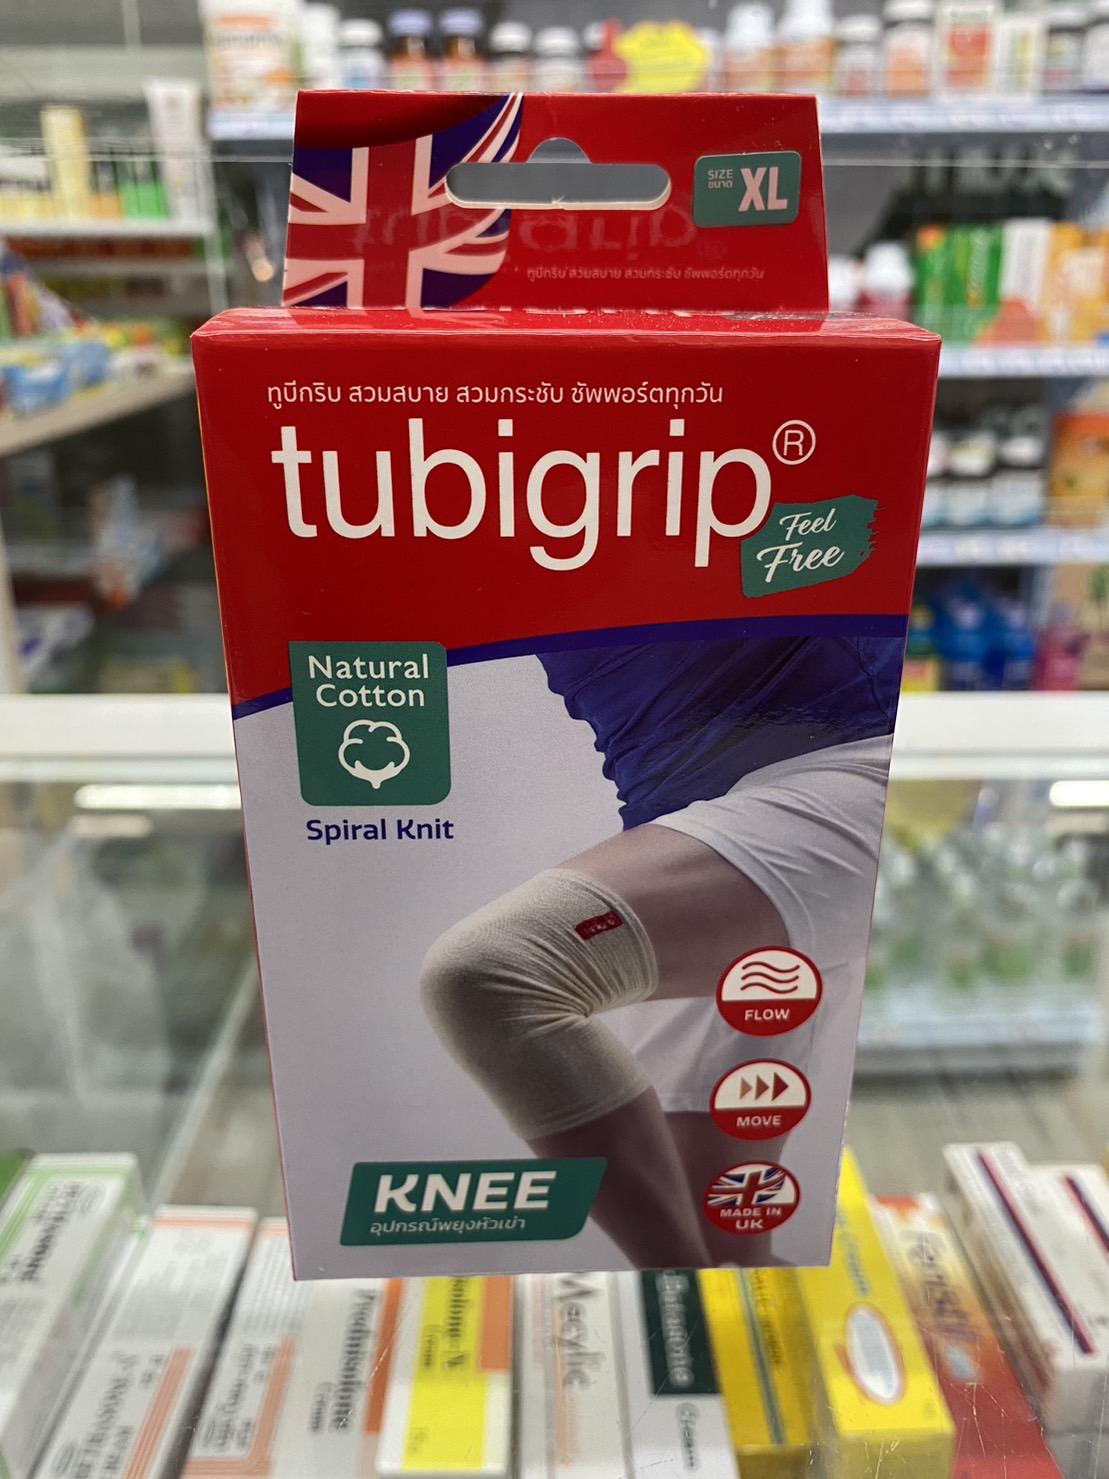 SIZE
ขนาด
XL
ทูบีกริบ สวมสบาย สวมกระชับ ซัพพอร์ตทุกวัน
ทูบีกริบ สวมสบาย สวมกระชับ ซัพพอร์ตทุกวัน
tubigrip®
Feel
Free
Natural
Cotton
Spiral Knit
FLOW
MOVE
MADE IN
UK
KNEE
อุปกรณ์พยุงหัวเข่า
Prednisolone
Cream